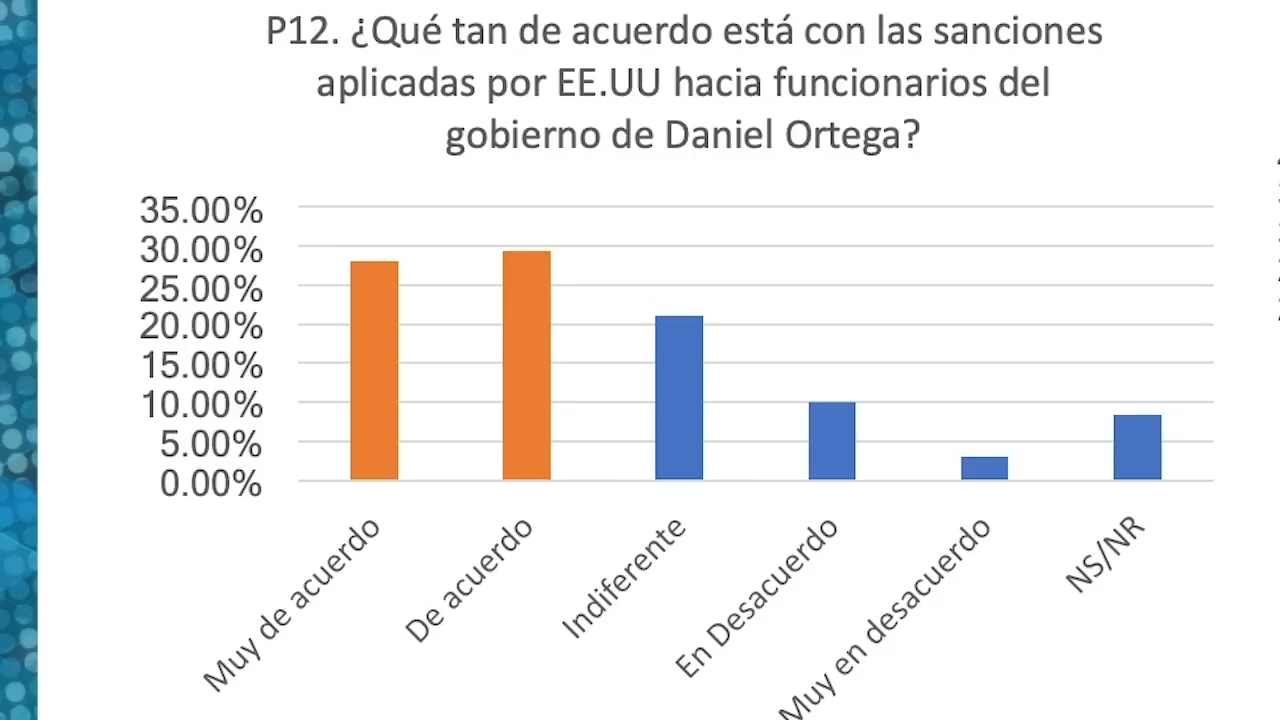 P12. ¿Qué tan de acuerdo está con las sanciones
aplicadas por EE.UU hacia funcionarios del
gobierno de Daniel Ortega?
35.00%
30.00%
25.00%
20.00%
15.00%
10.00%
5.00%
0.00%
Muy de acuerdo
De acuerdo
Indiferente
En Desacuerdo
Muy en desacuerdo
NS/NR